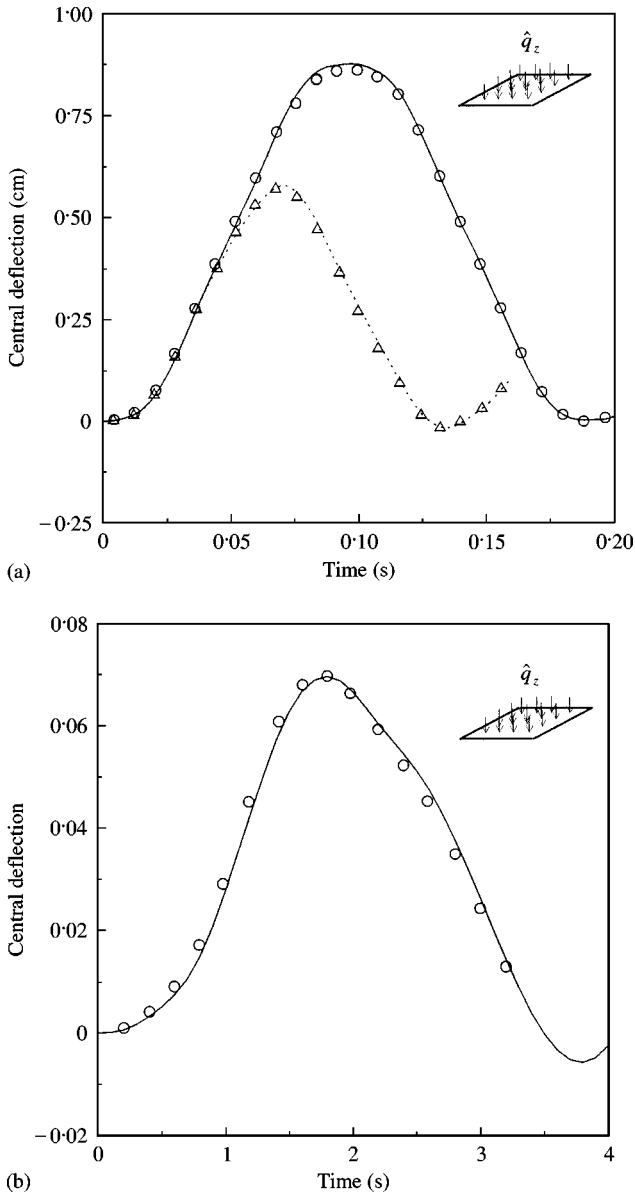 1·00
0·75
0·50
0·25
0
−0·25
Central deflection (cm)
q̂z
0
0·05
0·10
0·15
0·20
Time (s)
(a)
0·08
0·06
0·04
0·02
0
−0·02
Central deflection
q̂z
0
1
2
3
4
Time (s)
(b)